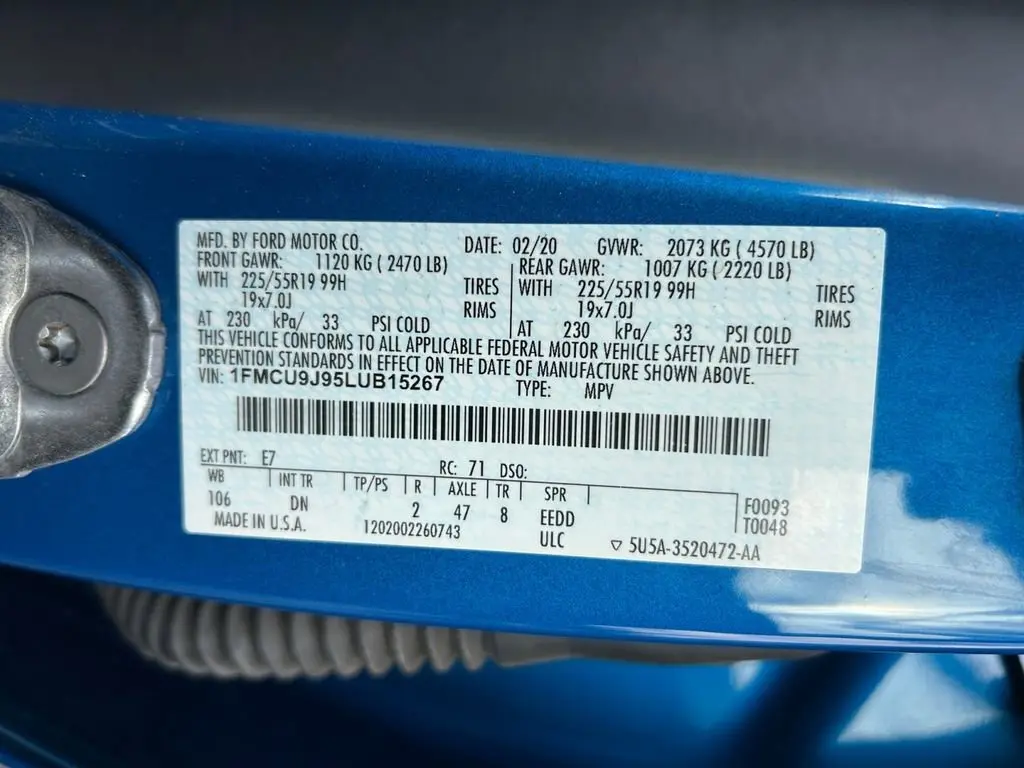 MFD. BY FORD MOTOR CO. DATE: 02/20 GVWR: 2073 KG ( 4570 LB)
FRONT GAWR: 1120 KG ( 2470 LB) REAR GAWR: 1007 KG ( 2220 LB)
WITH 225/55R19 99H TIRES WITH 225/55R19 99H TIRES
19x7.0J RIMS 19x7.0J RIMS
AT 230 kPa/ 33 PSI COLD AT 230 kPa/ 33 PSI COLD
THIS VEHICLE CONFORMS TO ALL APPLICABLE FEDERAL MOTOR VEHICLE SAFETY AND THEFT
PREVENTION STANDARDS IN EFFECT ON THE DATE OF MANUFACTURE SHOWN ABOVE.
VIN: 1FMCU9J95LUB15267 TYPE: MPV
EXT PNT: E7 RC: 71 DSO:
WB INT TR TP/PS R AXLE TR SPR F0093
106 DN 2 47 8 EEDD T0048
MADE IN U.S.A. 1202002260743 ULC ▽ 5U5A-3520472-AA